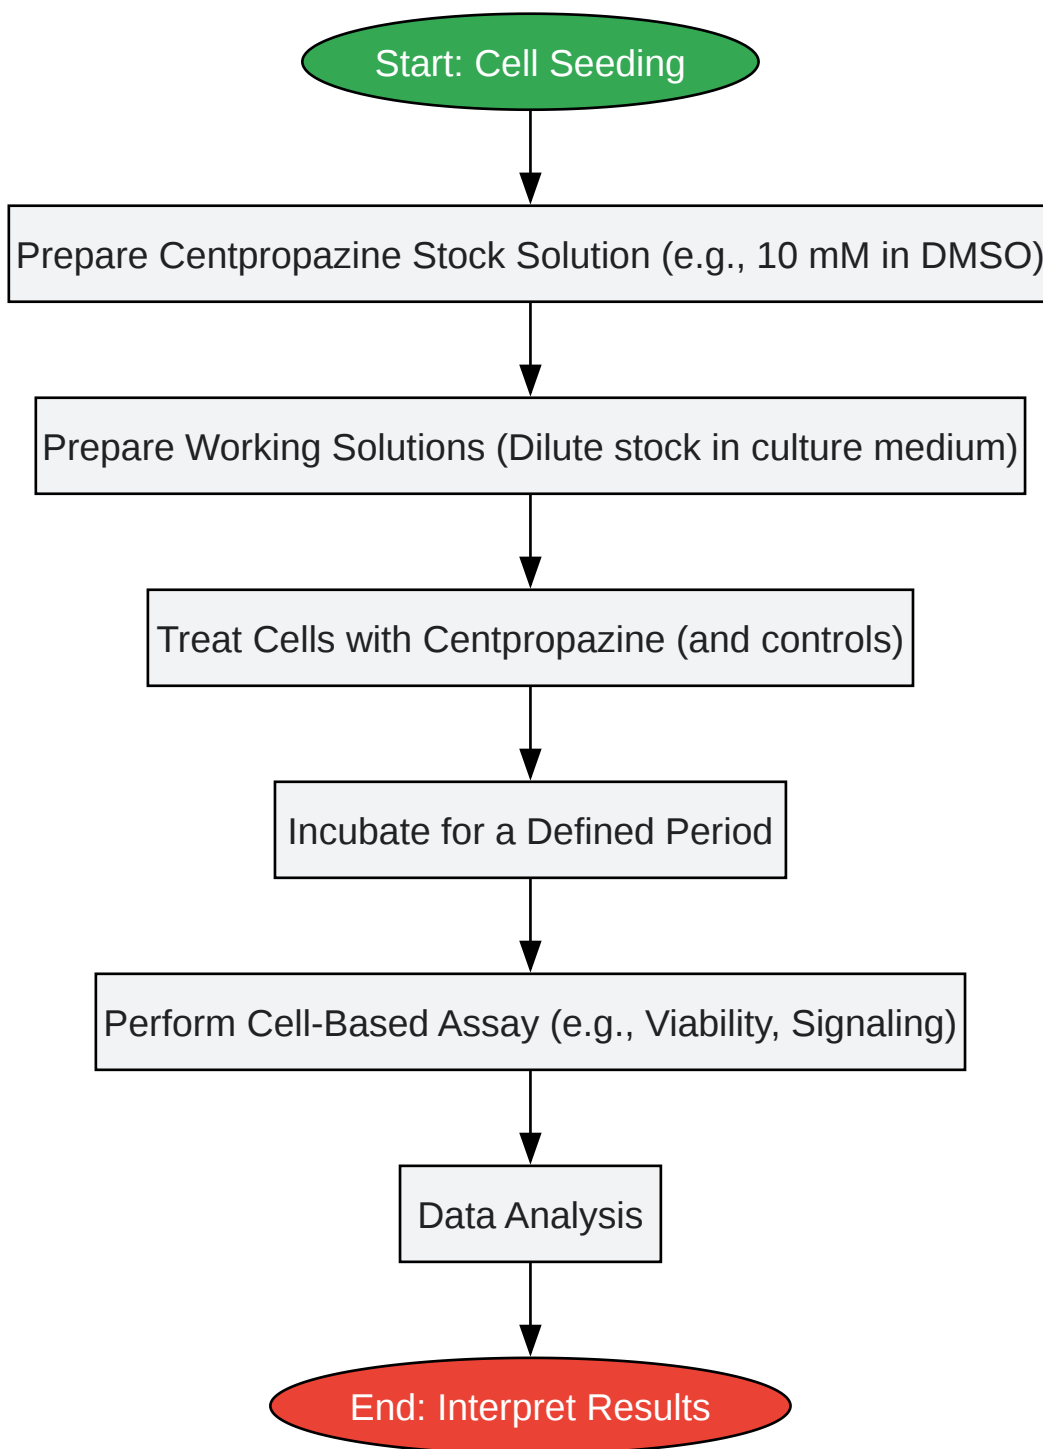 Start: Cell Seeding
Prepare Centpropazine Stock Solution (e.g., 10 mM in DMSO)
Prepare Working Solutions (Dilute stock in culture medium)
Treat Cells with Centpropazine (and controls)
Incubate for a Defined Period
Perform Cell-Based Assay (e.g., Viability, Signaling)
Data Analysis
End: Interpret Results